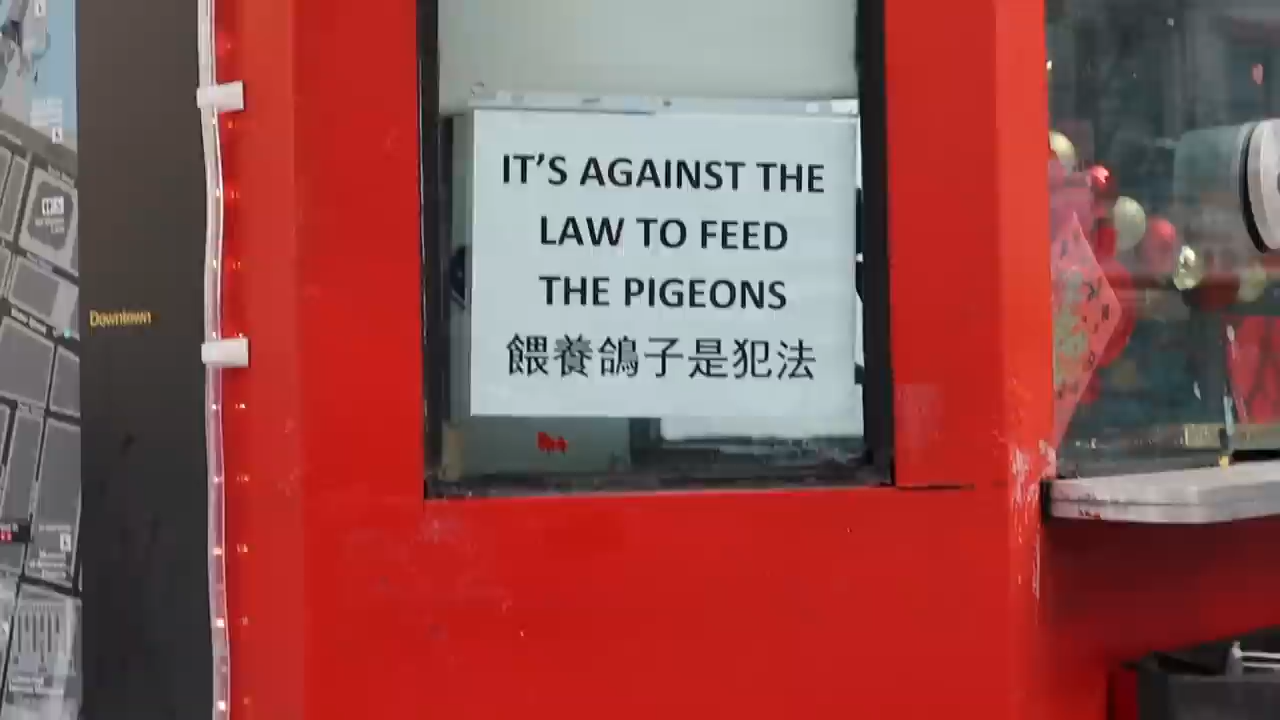 IT'S AGAINST THE
LAW TO FEED
THE PIGEONS
餵養鴿子是犯法
Downtown